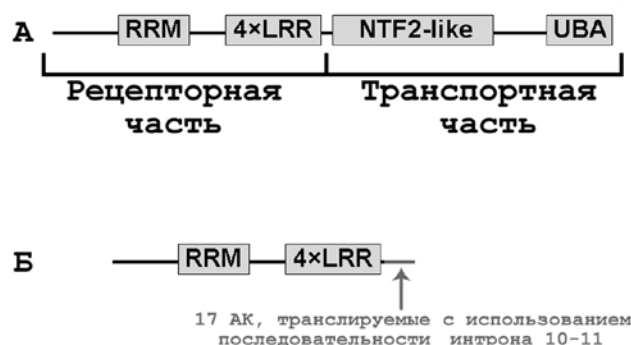 А RRM 4×LRR NTF2-like UBA
Рецепторная Транспортная
часть часть
Б RRM 4×LRR
17 АК, транслируемые с использованием
последовательности интрона 10-11